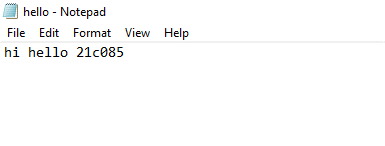 hello - Notepad
File Edit Format View Help
hi hello 21c085